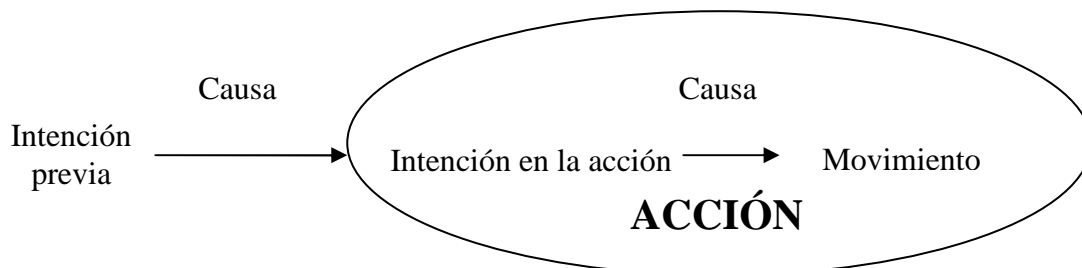 Causa
Causa
Intención
previa
Intención en la acción
Movimiento
ACCIÓN